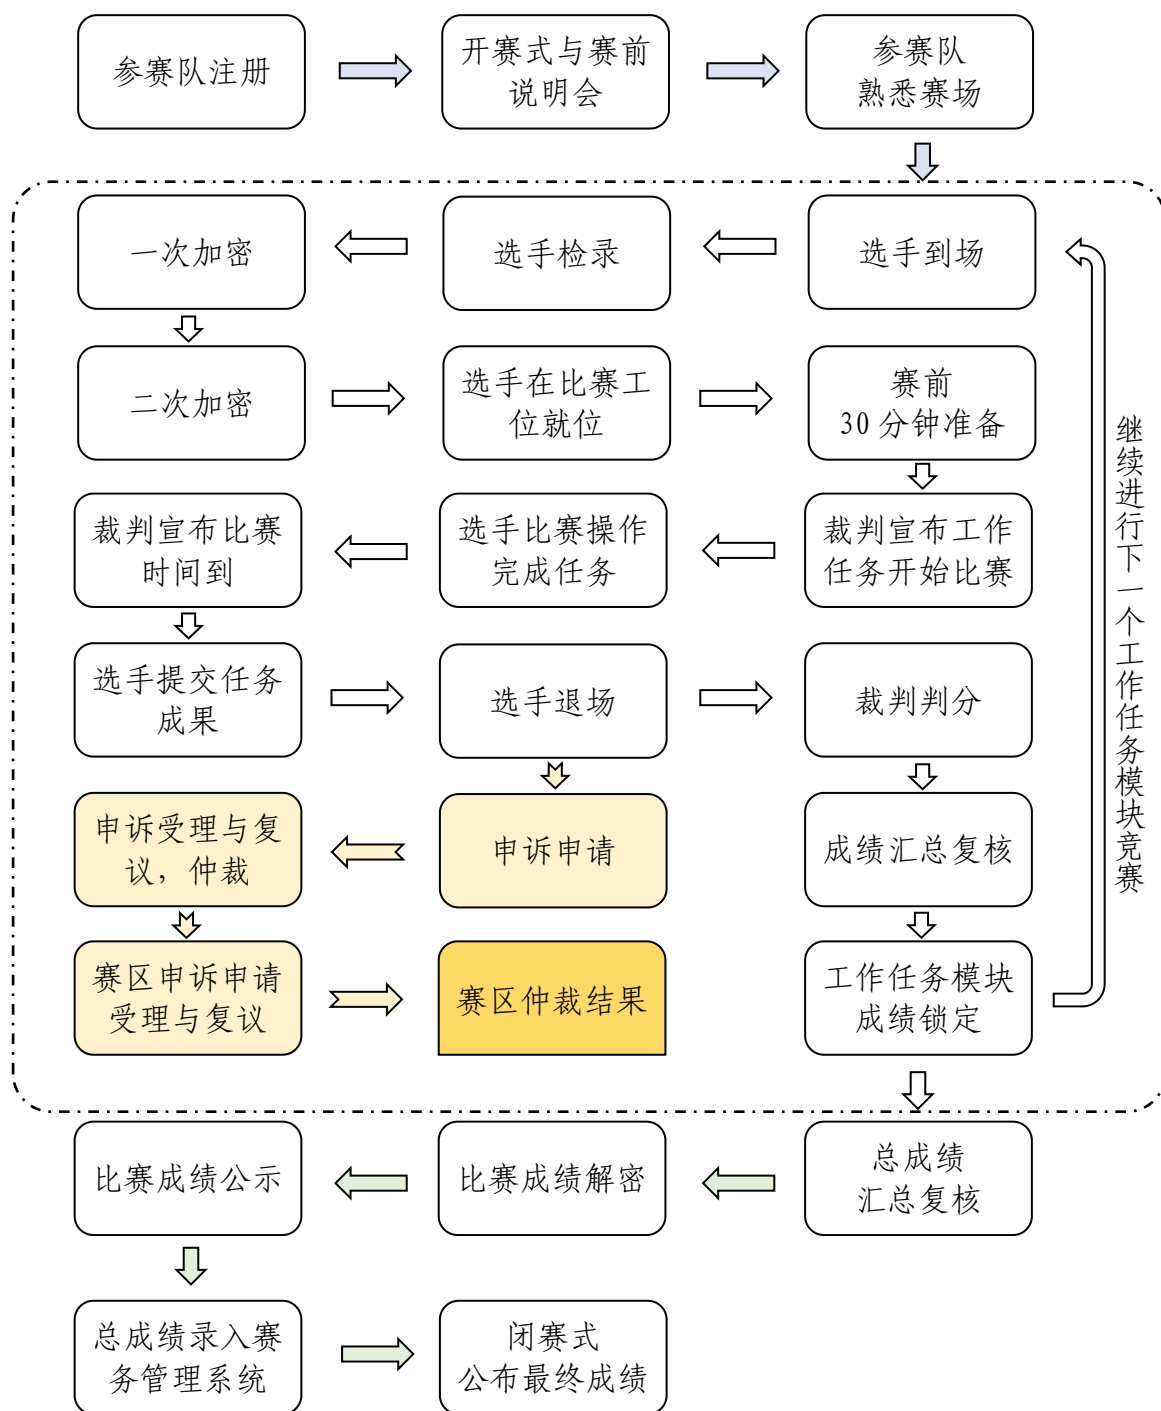 参赛队注册
开赛式与赛前
说明会
参赛队
熟悉赛场
一次加密
选手检录
选手到场
二次加密
选手在比赛工
位就位
赛前
30 分钟准备
裁判宣布比赛
时间到
选手比赛操作
完成任务
裁判宣布工作
任务开始比赛
选手提交任务
成果
选手退场
裁判判分
申诉受理与复
议，仲裁
申诉申请
成绩汇总复核
赛区申诉申请
受理与复议
赛区仲裁结果
工作任务模块
成绩锁定
继续进行下一个工作任务模块竞赛
比赛成绩公示
比赛成绩解密
总成绩
汇总复核
总成绩录入赛
务管理系统
闭赛式
公布最终成绩